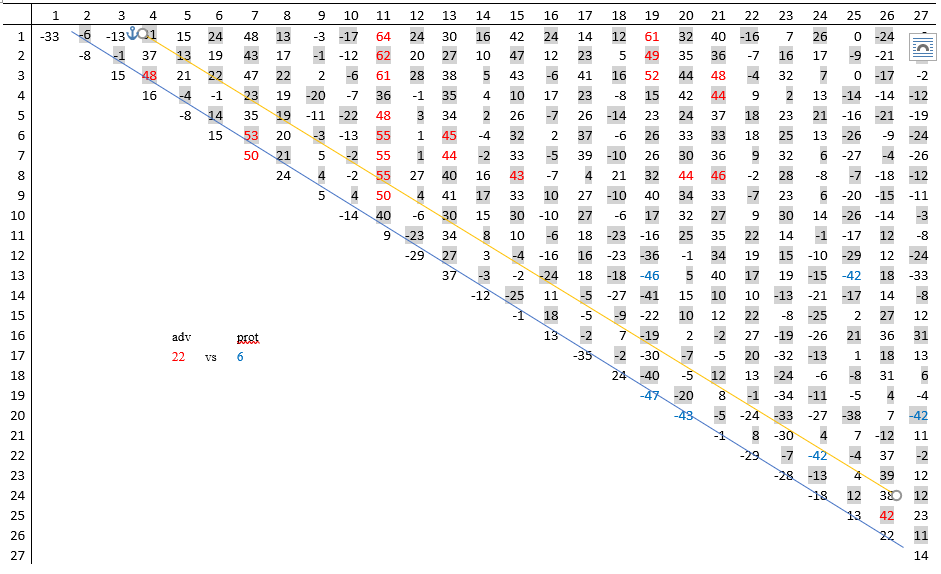 1 2 3 4 5 6 7 8 9 10 11 12 13 14 15 16 17 18 19 20 21 22 23 24 25 26 27
1 -33 -6 -13 15 24 48 13 -3 -17 64 24 30 16 42 24 14 12 61 32 40 -16 7 26 0 -24
2 -8 -1 37 13 19 43 17 -1 -12 62 20 27 10 47 12 23 5 49 35 36 -7 16 17 -9 -21
3 15 48 21 22 47 22 2 -6 61 28 38 5 43 -6 41 16 52 44 48 -4 32 7 0 -17 -2
4 16 -4 -1 23 19 -20 -7 36 -1 35 4 10 17 23 -8 15 42 44 9 2 13 -14 -14 -12
5 -8 14 35 19 -11 -22 48 3 34 2 26 -7 26 -14 23 24 37 18 23 21 -16 -21 -19
6 15 53 20 -3 -13 55 1 45 -4 32 2 37 -6 26 33 33 18 25 13 -26 -9 -24
7 50 21 5 -2 55 1 44 -2 33 -5 39 -10 26 30 36 9 32 6 -27 -4 -26
8 24 4 -2 55 27 40 16 43 -7 4 21 32 44 46 -2 28 -8 -7 -18 -12
9 5 4 50 4 41 17 33 10 27 -10 40 34 33 -7 23 6 -20 -15 -11
10 -14 40 -6 30 15 30 -10 27 -6 17 32 27 9 30 14 -26 -14 -3
11 9 -23 34 8 10 -6 18 -23 -16 25 35 22 14 -1 -17 12 -8
12 -29 27 3 -4 -16 16 -23 -36 -1 34 19 15 -10 -29 12 -24
13 37 -3 -2 -24 18 -18 -46 5 40 17 19 -15 -42 18 -33
14 -12 -25 11 -5 -27 -41 15 10 10 -13 -21 -17 14 -8
15 -1 18 -5 -9 -22 10 12 22 -8 -25 2 27 12
16 13 -2 7 -19 2 -2 27 -19 -26 21 36 31
adv prot
17 -35 -2 -30 -7 -5 20 -32 -13 1 18 13
22 vs 6
18 24 -40 -5 12 13 -24 -6 -8 31 6
19 -47 -20 8 -1 -34 -11 -5 4 -4
20 -43 -5 -24 -33 -27 -38 7 -42
21 -1 8 -30 4 7 -12 11
22 -29 -7 -42 -4 37 -2
23 -28 -13 4 39 12
24 -18 12 38 12
25 13 42 23
26 22 11
27 14